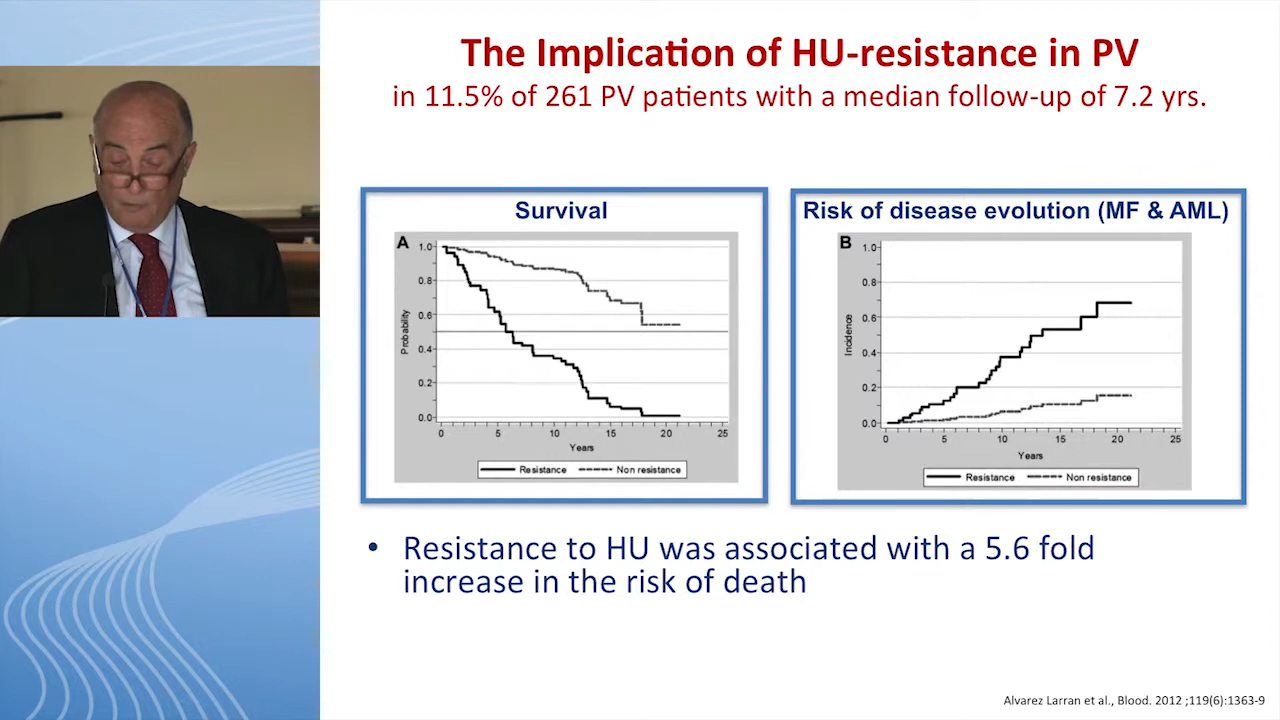 The Implication of HU-resistance in PV
in 11.5% of 261 PV patients with a median follow-up of 7.2 yrs.
Survival
A
1.0
0.8
0.6
0.4
0.2
0.0
Probability
0 5 10 15 20 25
Years
Resistance Non resistance
Risk of disease evolution (MF & AML)
B
1.0
0.8
0.6
0.4
0.2
0.0
Incidence
0 5 10 15 20 25
Years
Resistance Non resistance
• Resistance to HU was associated with a 5.6 fold
increase in the risk of death
Alvarez Larran et al., Blood. 2012 ;119(6):1363-9